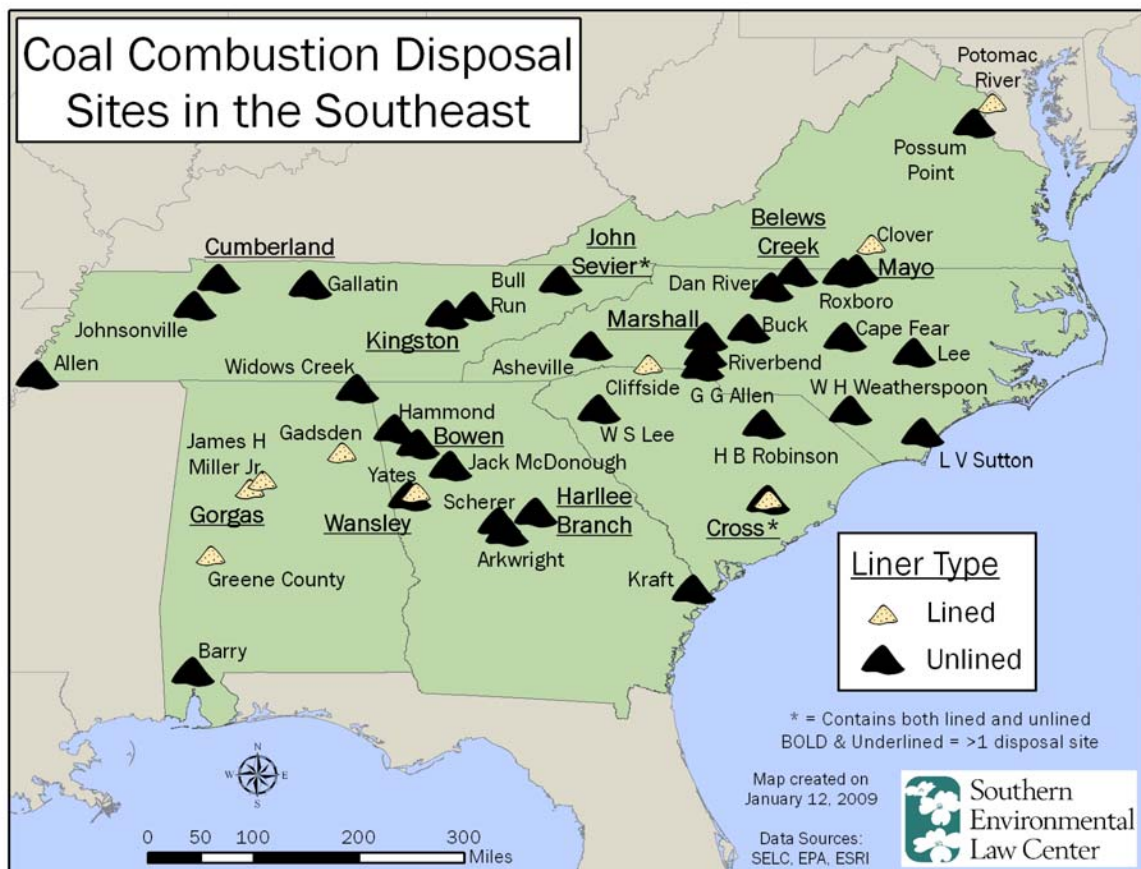 Coal Combustion Disposal
Sites in the Southeast
Potomac
River
Possum
Point
Belews
Creek
Clover
Mayo
John
Sevier*
Cumberland
Gallatin
Bull
Run
Dan River
Roxboro
Johnsonville
Kingston
Marshall
Buck
Cape Fear
Allen
Asheville
Riverbend
Lee
Widows Creek
Cliffside
G G Allen
W H Weatherspoon
Hammond
Bowen
W S Lee
H B Robinson
L V Sutton
James H
Miller Jr.
Gadsden
Yates
Jack McDonough
Gorgas
Wansley
Scherer
Harllee
Branch
Cross*
Arkwright
Greene County
Kraft
Barry
Liner Type
Lined
Unlined
* = Contains both lined and unlined
BOLD & Underlined = >1 disposal site
Map created on
January 12, 2009
Data Sources:
SELC, EPA, ESRI
Southern
Environmental
Law Center
N
W E
S
0 50 100 200 300
Miles